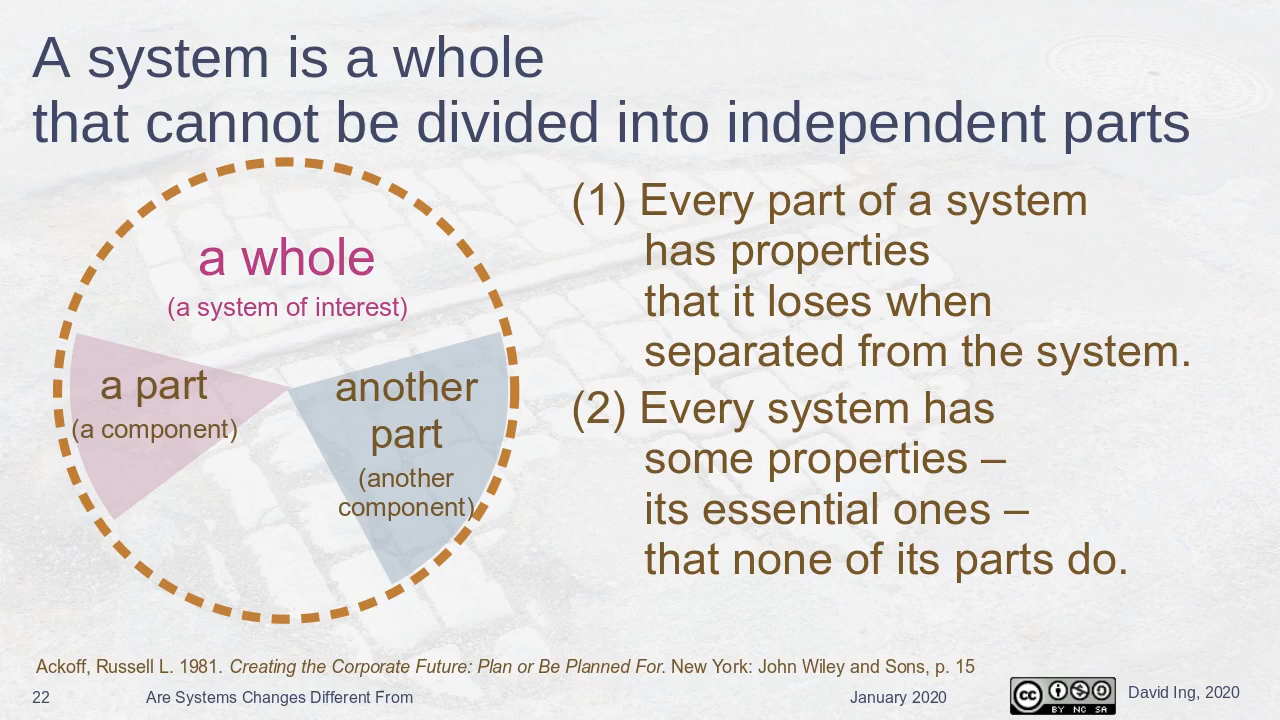 A system is a whole
that cannot be divided into independent parts
a whole
(a system of interest)
a part
(a component)
another
part
(another
component)
(1) Every part of a system
has properties
that it loses when
separated from the system.
(2) Every system has
some properties –
its essential ones –
that none of its parts do.
Ackoff, Russell L. 1981. Creating the Corporate Future: Plan or Be Planned For. New York: John Wiley and Sons, p. 15
22
Are Systems Changes Different From
January 2020
cc
BY NC SA
David Ing, 2020